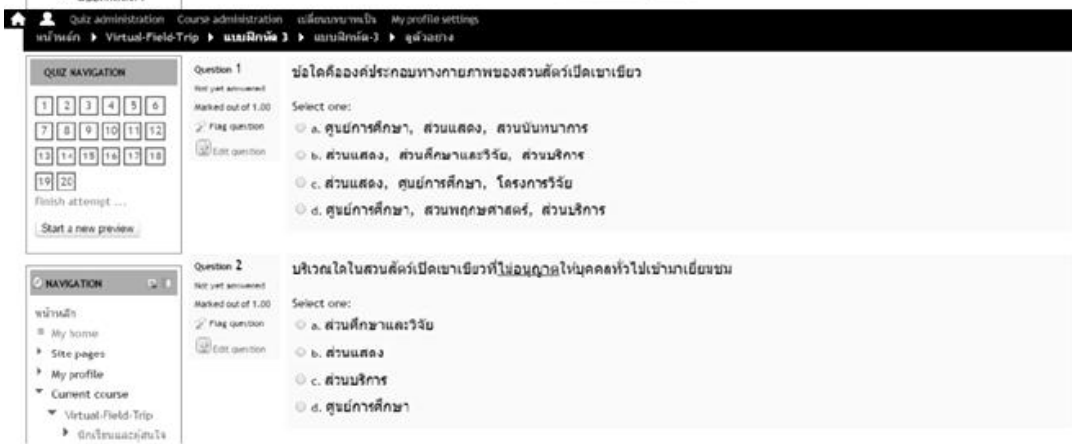 Quiz administration Course administration เปลี่ยนบทบาทเป็น My profile settings
หน้าหลัก ▶ Virtual-Field-Trip ▶ แบบฝึกหัด 3 ▶ แบบฝึกหัด-3 ▶ ดูตัวอย่าง
QUIZ NAVIGATION
1 2 3 4 5 6
7 8 9 10 11 12
13 14 15 16 17 18
19 20
Finish attempt ...
Start a new preview
Question 1
Not yet answered
Marked out of 1.00
Flag question
Edit question
ข้อใดคือองค์ประกอบทางกายภาพของสวนสัตว์เปิดเขาเขียว
Select one:
a. ศูนย์การศึกษา, ส่วนแสดง, สวนนันทนาการ
b. ส่วนแสดง, ส่วนศึกษาและวิจัย, ส่วนบริการ
c. ส่วนแสดง, ศูนย์การศึกษา, โครงการวิจัย
d. ศูนย์การศึกษา, สวนพฤกษศาสตร์, ส่วนบริการ
NAVIGATION
หน้าหลัก
My home
Site pages
My profile
Current course
Virtual-Field-Trip
Question 2
Not yet answered
Marked out of 1.00
Flag question
Edit question
บริเวณใดในสวนสัตว์เปิดเขาเขียวที่ไม่อนุญาตให้บุคคลทั่วไปเข้ามาเยี่ยมชม
Select one:
a. ส่วนศึกษาและวิจัย
b. ส่วนแสดง
c. ส่วนบริการ
d. ศูนย์การศึกษา